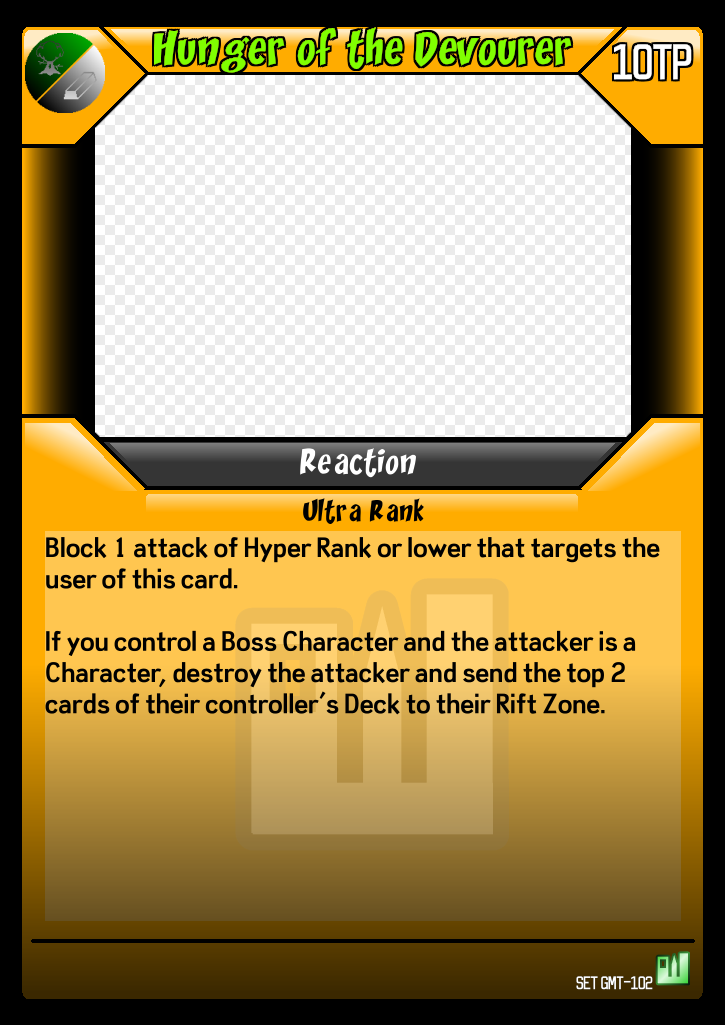 Hunger of the Devourer
10TP
Reaction
Ultra Rank
Block 1 attack of Hyper Rank or lower that targets the
user of this card.
If you control a Boss Character and the attacker is a
Character, destroy the attacker and send the top 2
cards of their controller's Deck to their Rift Zone.
SET GMT-102